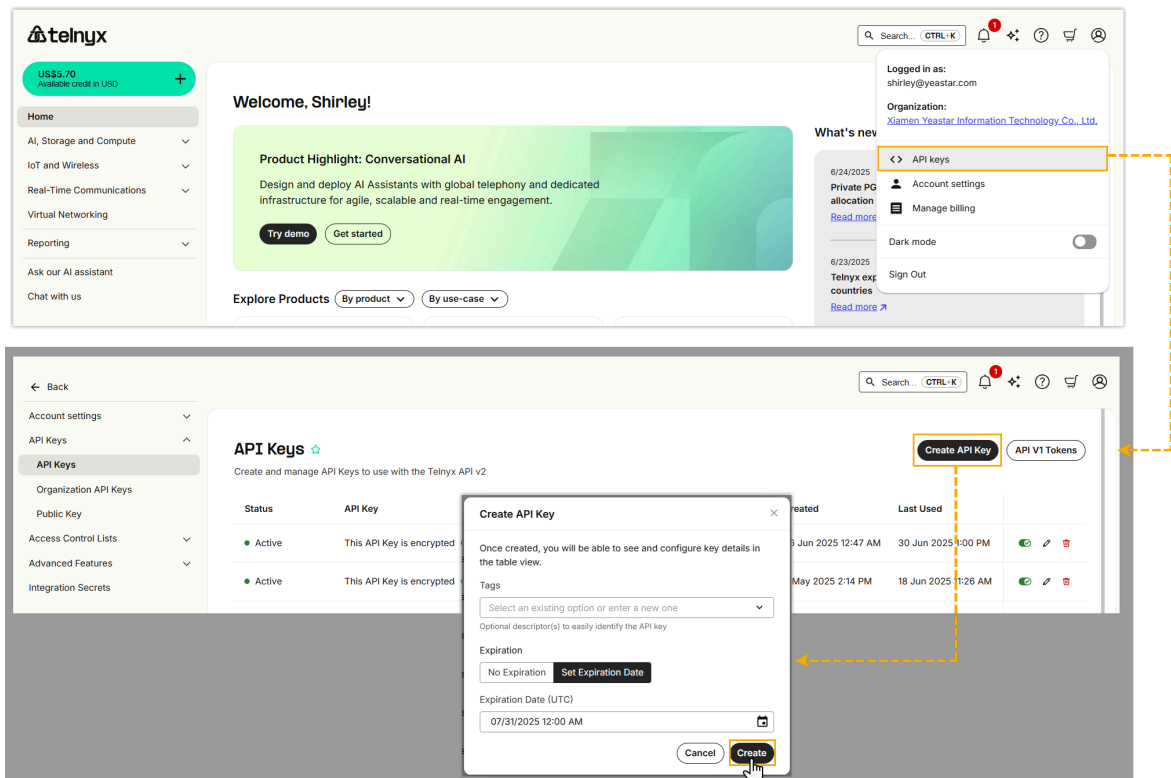 telnyx
Search... CTRL+K
1
US$5.70
Available credit in USD
+
Home
AI, Storage and Compute
IoT and Wireless
Real-Time Communications
Virtual Networking
Reporting
Ask our AI assistant
Chat with us
Welcome, Shirley!
Product Highlight: Conversational AI
Design and deploy AI Assistants with global telephony and dedicated
infrastructure for agile, scalable and real-time engagement.
Try demo
Get started
Explore Products
By product
By use-case
What's new
6/24/2025
Private PG
allocation
Read more
6/23/2025
Telnyx exp
countries
Read more
Logged in as:
shirley@yeastar.com
Organization:
Xiamen Yeastar Information Technology Co., Ltd.
API keys
Account settings
Manage billing
Dark mode
Sign Out
Back
Search... CTRL+K
1
Account settings
API Keys
API Keys
Organization API Keys
Public Key
Access Control Lists
Advanced Features
Integration Secrets
API Keys
Create and manage API Keys to use with the Telnyx API v2
Create API Key
API V1 Tokens
Status API Key reated Last Used
Active This API Key is encrypted 6 Jun 2025 12:47 AM 30 Jun 2025 1:00 PM
Active This API Key is encrypted May 2025 2:14 PM 18 Jun 2025 11:26 AM
Create API Key
Once created, you will be able to see and configure key details in
the table view.
Tags
Select an existing option or enter a new one
Optional descriptor(s) to easily identify the API key
Expiration
No Expiration
Set Expiration Date
Expiration Date (UTC)
07/31/2025 12:00 AM
Cancel
Create